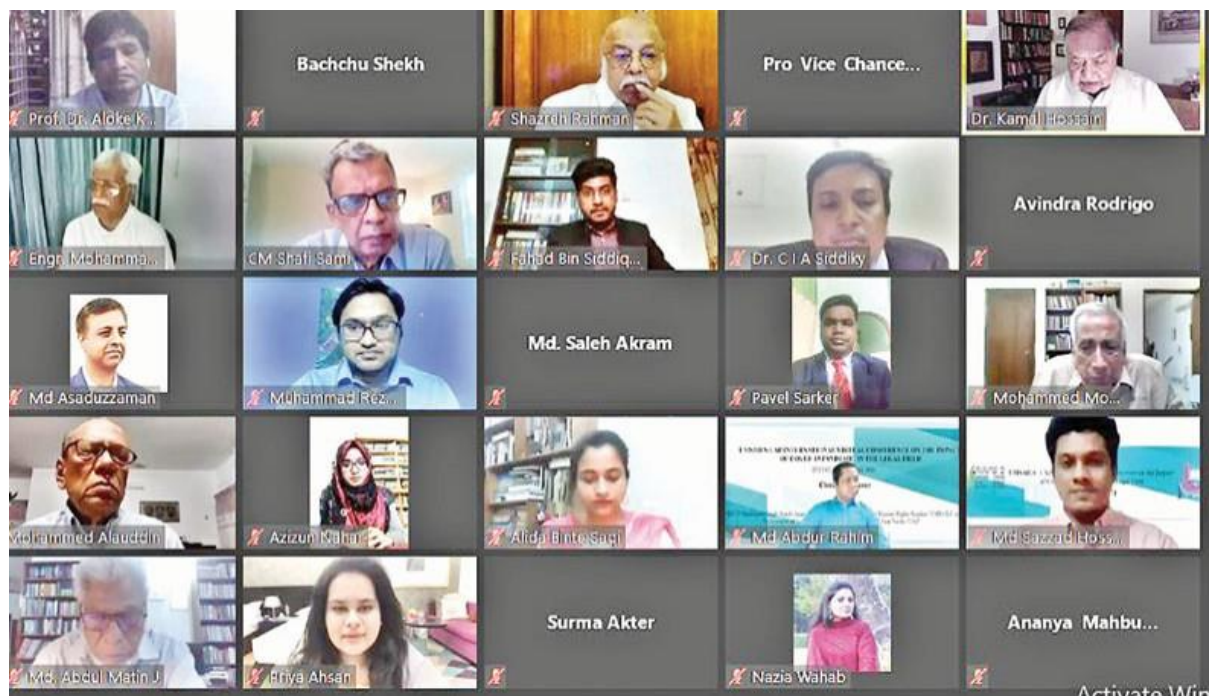 Prof. Dr. Aloke K...
Bachchu Shekh
Shazreh Rahman
Pro Vice Chance...
Dr. Kamal Hossain
Engr. Mohamma...
CM Shafi Sami
Fahad Bin Siddiq...
Dr. C I A Siddiky
Avindra Rodrigo
Md Asaduzzaman
Muhammad Rez...
Md. Saleh Akram
Pavel Sarker
Mohammed Mo...
Mohammed Alauddin
Azizun Nahar
Alida Binte Saqi
Md Abdur Rahim
Md Sazzad Hoss...
Md. Abdul Matin J
Priya Ahsan
Surma Akter
Nazia Wahab
Ananya Mahbu...
Activate Win